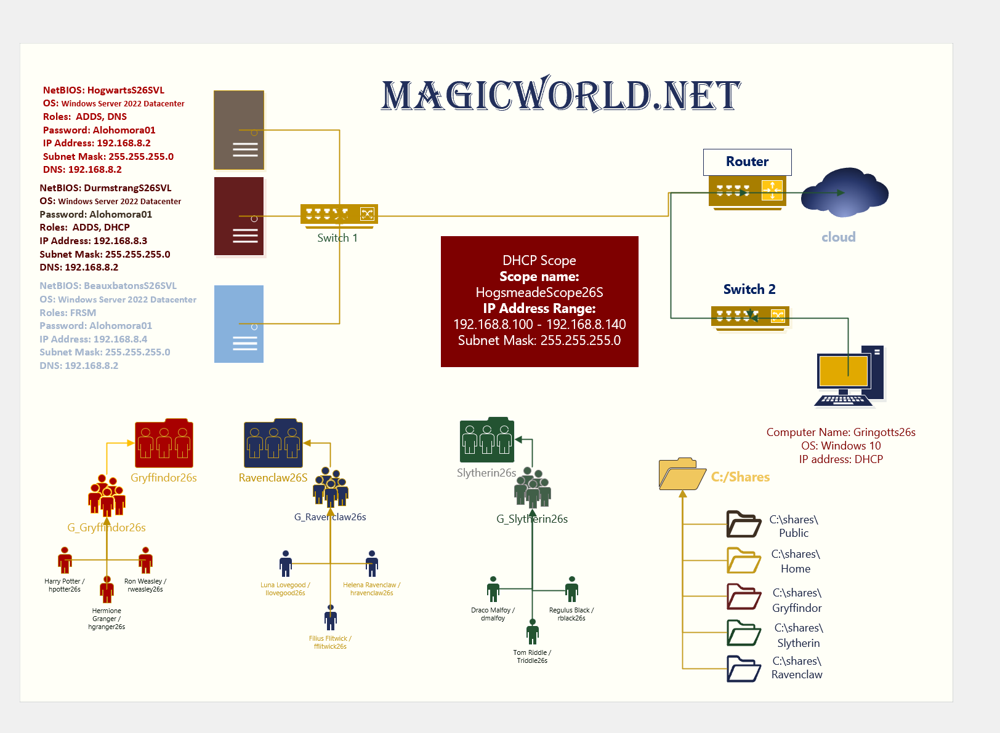 MAGICWORLD.NET
NetBIOS: HogwartsS26SVL
OS: Windows Server 2022 Datacenter
Roles:  ADDS, DNS
Password: Alohomora01
IP Address: 192.168.8.2
Subnet Mask: 255.255.255.0
DNS: 192.168.8.2
NetBIOS: DurmstrangS26SVL
OS: Windows Server 2022 Datacenter
Password: Alohomora01
Roles:  ADDS, DHCP
IP Address: 192.168.8.3
Subnet Mask: 255.255.255.0
DNS: 192.168.8.2
NetBIOS: BeauxbatonsS26SVL
OS: Windows Server 2022 Datacenter
Roles: FRSM
Password: Alohomora01
IP Address: 192.168.8.4
Subnet Mask: 255.255.255.0
DNS: 192.168.8.2
Switch 1
Router
cloud
DHCP Scope
Scope name:
HogsmeadeScope26S
IP Address Range:
192.168.8.100 - 192.168.8.140
Subnet Mask: 255.255.255.0
Switch 2
Computer Name: Gringotts26s
OS: Windows 10
IP address: DHCP
Gryffindor26s
G_Gryffindor26s
Harry Potter /
hpotter26s
Ron Weasley /
rweasley26s
Hermione
Granger /
hgranger26s
Ravenclaw26S
G_Ravenclaw26s
Luna Lovegood /
llovegood26s
Helena Ravenclaw /
hravenclaw26s
Filius Flitwick /
fflitwick26s
Slytherin26s
G_Slytherin26s
Draco Malfoy /
dmalfoy
Regulus Black /
rblack26s
Tom Riddle /
Triddle26s
C:/Shares
C:\shares\
Public
C:\shares\
Home
C:\shares\
Gryffindor
C:\shares\
Slytherin
C:\shares\
Ravenclaw